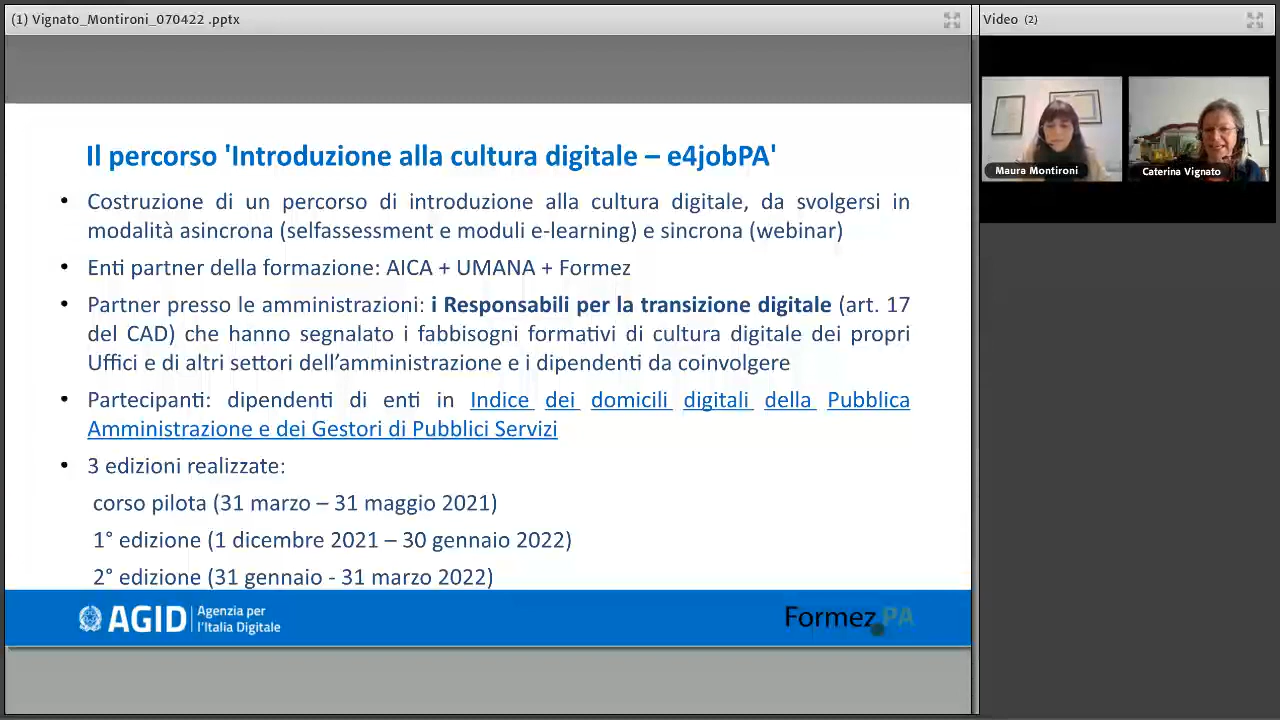 (1) Vignato_Montironi_070422 .pptx
Video (2)
Maura Montironi
Caterina Vignato
Il percorso 'Introduzione alla cultura digitale – e4jobPA'
• Costruzione di un percorso di introduzione alla cultura digitale, da svolgersi in
modalità asincrona (selfassessment e moduli e-learning) e sincrona (webinar)
• Enti partner della formazione: AICA + UMANA + Formez
• Partner presso le amministrazioni: i Responsabili per la transizione digitale (art. 17
del CAD) che hanno segnalato i fabbisogni formativi di cultura digitale dei propri
Uffici e di altri settori dell’amministrazione e i dipendenti da coinvolgere
• Partecipanti: dipendenti di enti in Indice dei domicili digitali della Pubblica
Amministrazione e dei Gestori di Pubblici Servizi
• 3 edizioni realizzate:
corso pilota (31 marzo – 31 maggio 2021)
1° edizione (1 dicembre 2021 – 30 gennaio 2022)
2° edizione (31 gennaio - 31 marzo 2022)
AGID
Agenzia per
l’Italia Digitale
Formez PA